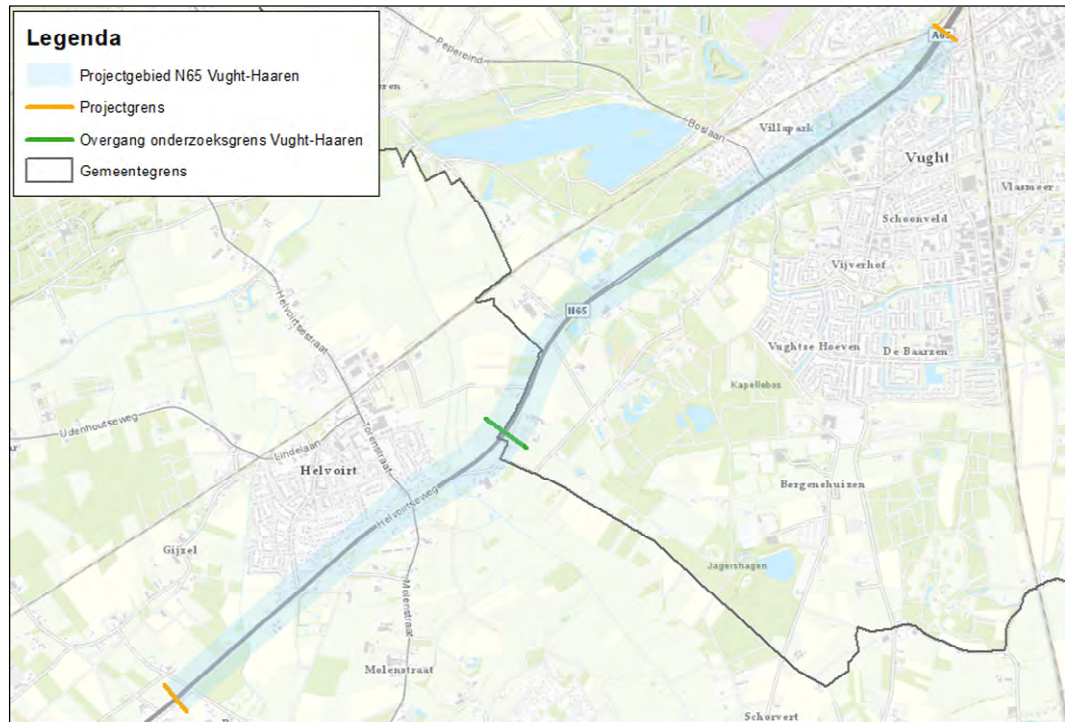 Legenda
Projectgebied N65 Vught-Haaren
Projectgrens
Overgang onderzoeksgrens Vught-Haaren
Gemeentegrens
Pepereind
Boslaan
Villapark
Vught
Vlasmeer
Schoonveld
Vijverhof
N65
Vughtse Hoeven
De Baarzen
Kapellebos
Helvoirtsestraat
Udenhoutseweg
Lindelaan
Torenstraat
Helvoirt
Helvoirtseweg
Bergenshuizen
Gijzel
Jagershagen
Molenstraat
Molenstraat
Schorvert